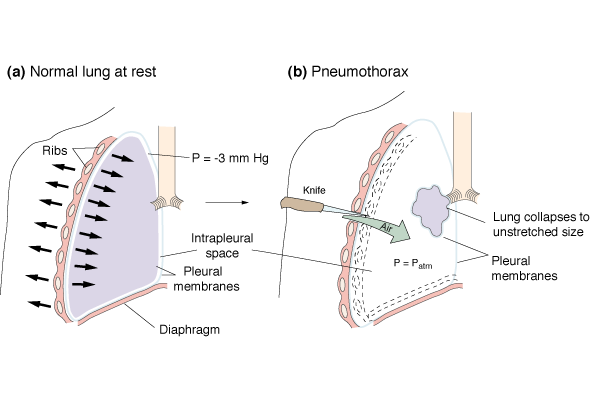 (a) Normal lung at rest
Ribs
P = -3 mm Hg
Intrapleural
space
Pleural
membranes
Diaphragm
(b) Pneumothorax
Knife
Air
Lung collapses to
unstretched size
P = Patm
Pleural
membranes